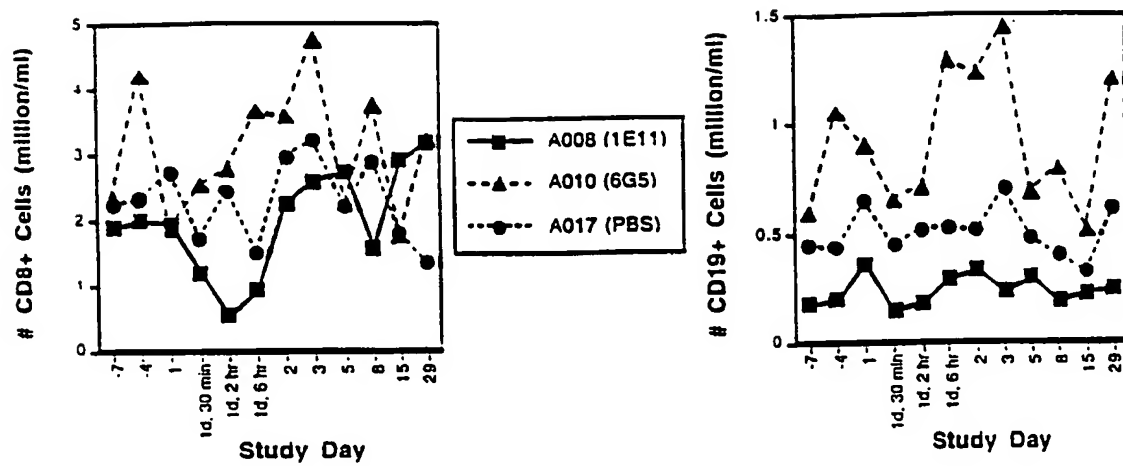 # CD8+ Cells (million/ml)
5
4
3
2
1
0
-7
-4
1
1d, 30 min
1d, 2 hr
1d, 6 hr
2
3
5
8
15
29
Study Day
A008 (1E11)
A010 (6G5)
A017 (PBS)
# CD19+ Cells (million/ml)
1.5
1
0.5
0
-7
-4
1
1d, 30 min
1d, 2 hr
1d, 6 hr
2
3
5
8
15
29
Study Day